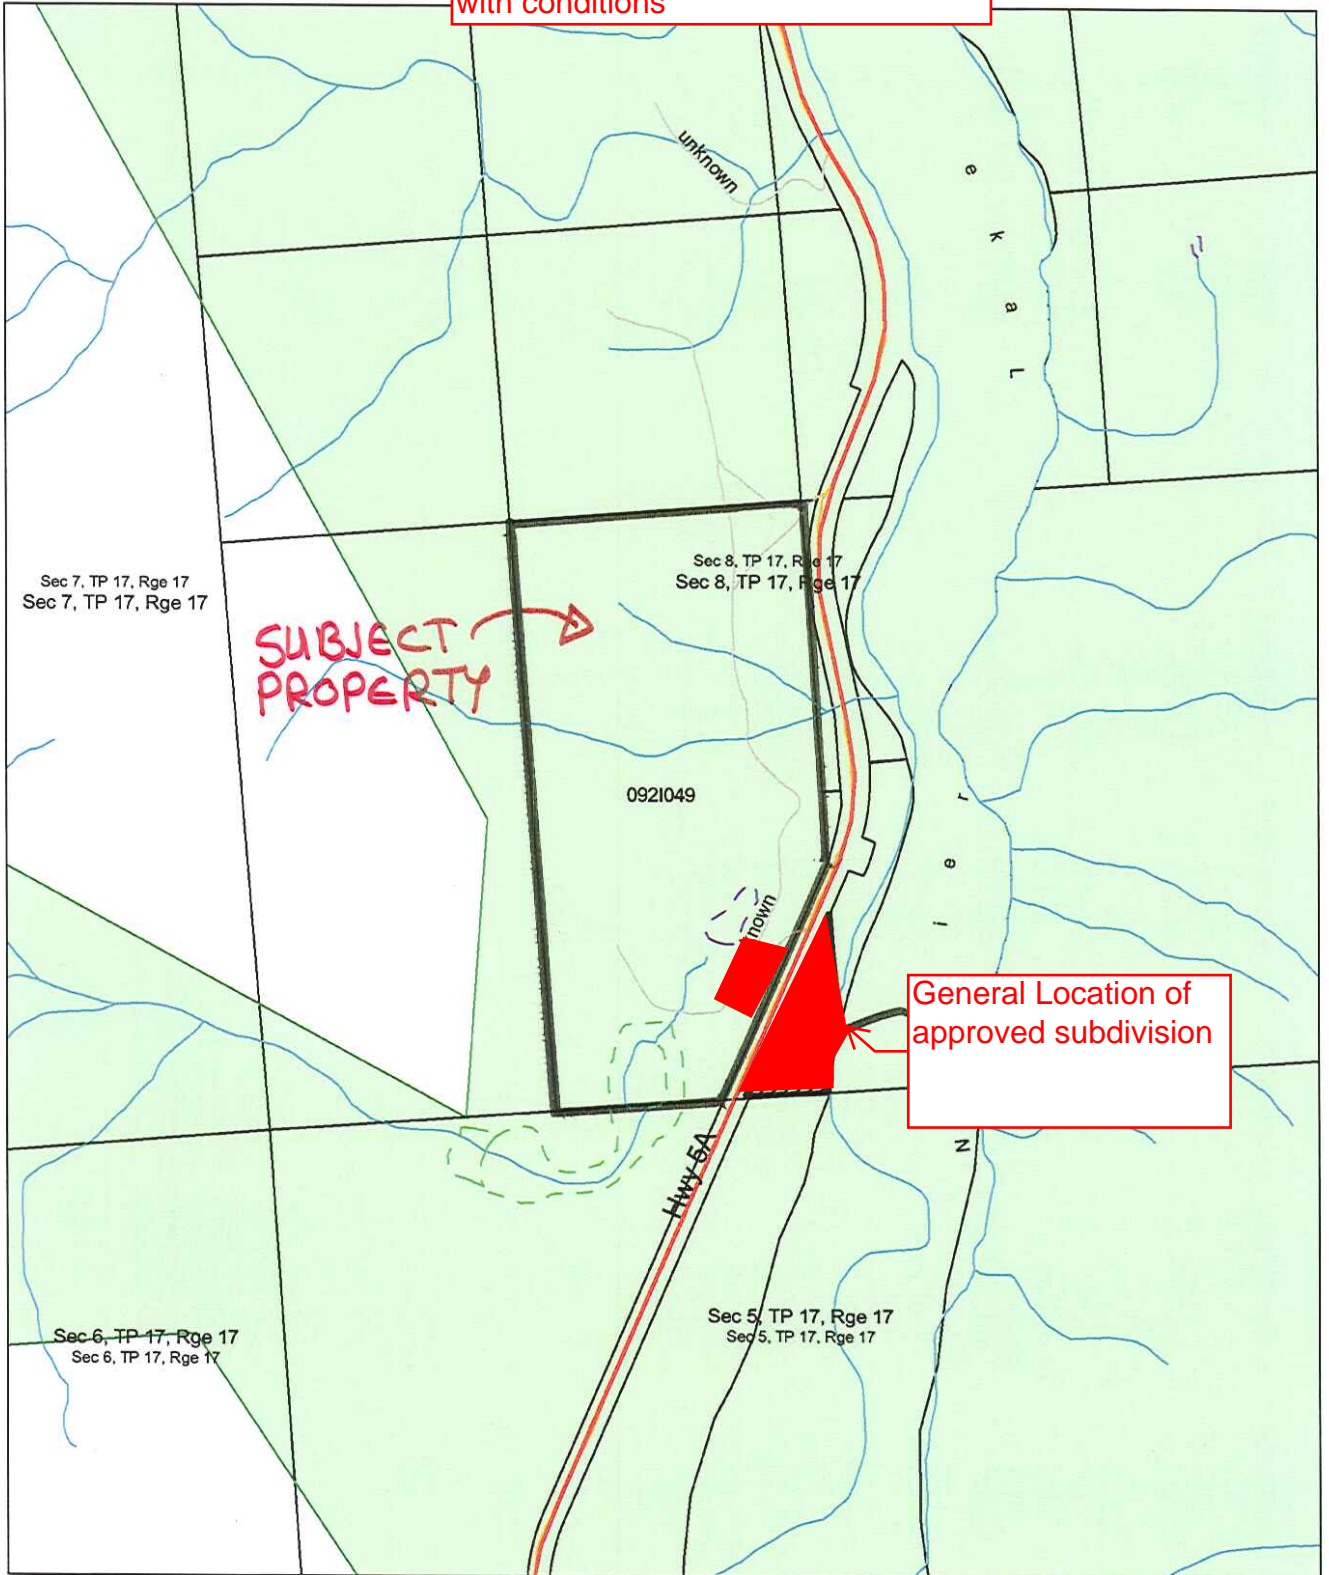 with conditions
unknown
e
k
a
L
Sec 8, TP 17, Rge 17
Sec 8, TP 17, Rge 17
Sec 7, TP 17, Rge 17
Sec 7, TP 17, Rge 17
SUBJECT
PROPERTY
092I049
r
e
i
N
nown
General Location of
approved subdivision
Hwy 5A
Sec 5, TP 17, Rge 17
Sec 5, TP 17, Rge 17
Sec 6, TP 17, Rge 17
Sec 6, TP 17, Rge 17